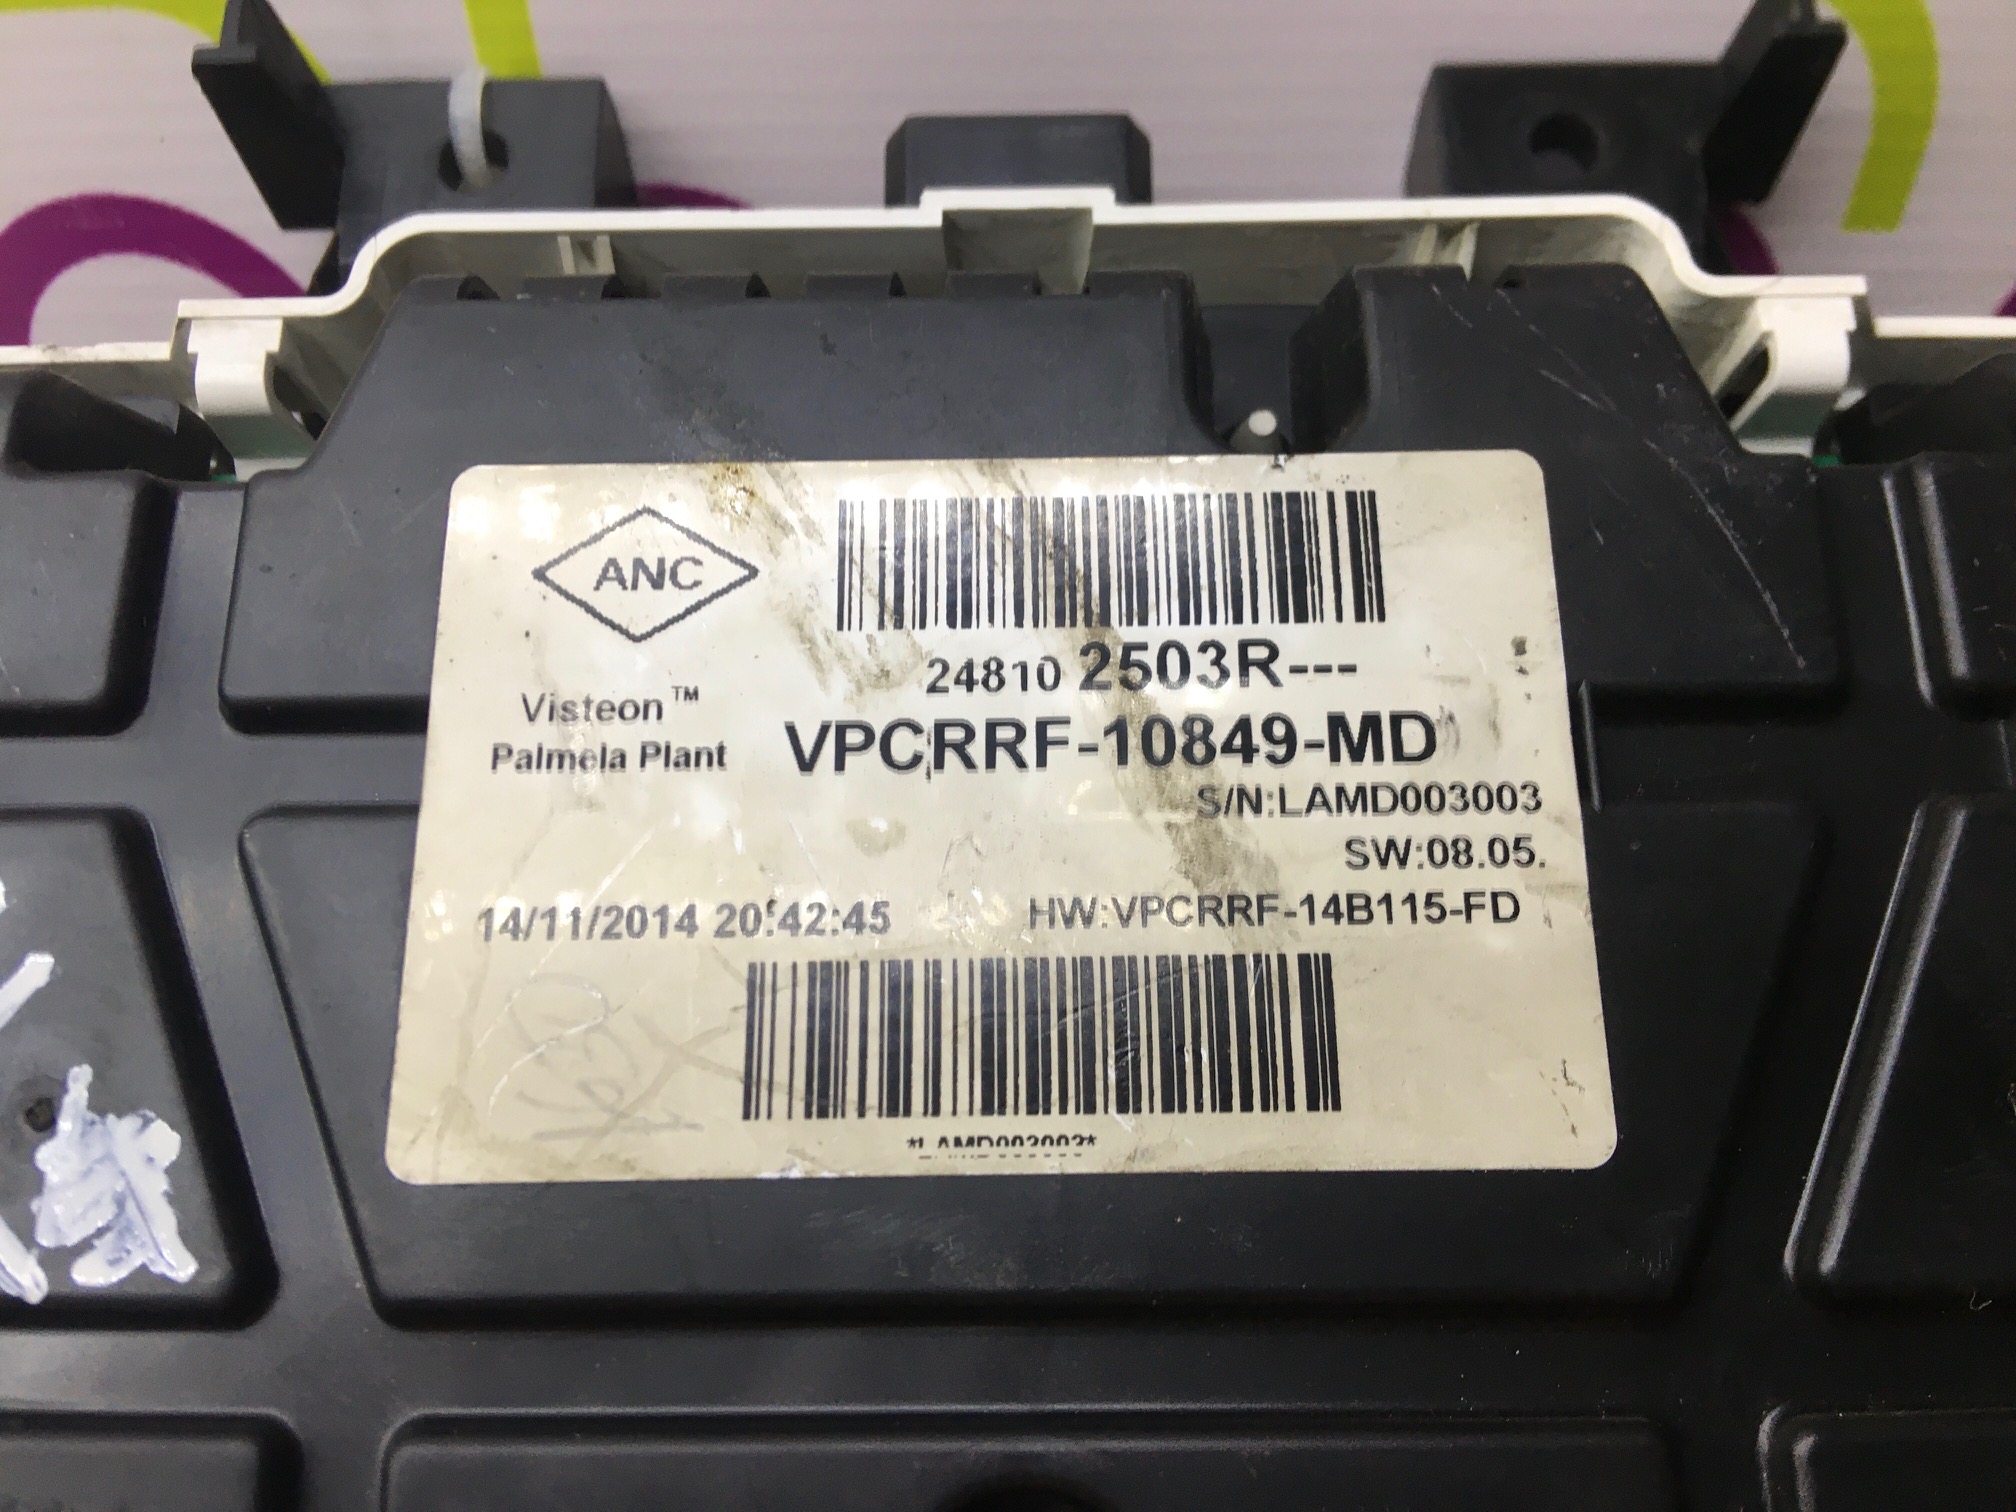 ANC
24810 2503R---
Visteon™
Palmela Plant
VPCRRF-10849-MD
S/N:LAMD003003
SW:08.05.
14/11/2014 20:42:45
HW:VPCRRF-14B115-FD
*LAMD003003*